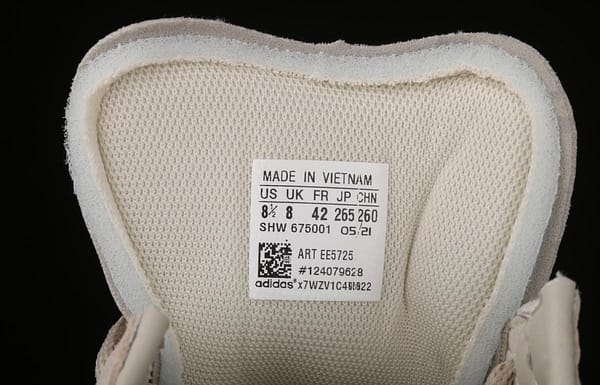 MADE IN VIETNAM
US UK FR JP CHN
8½ 8 42 265 260
SHW 675001 05/21
ART EE5725
#124079628
adidas